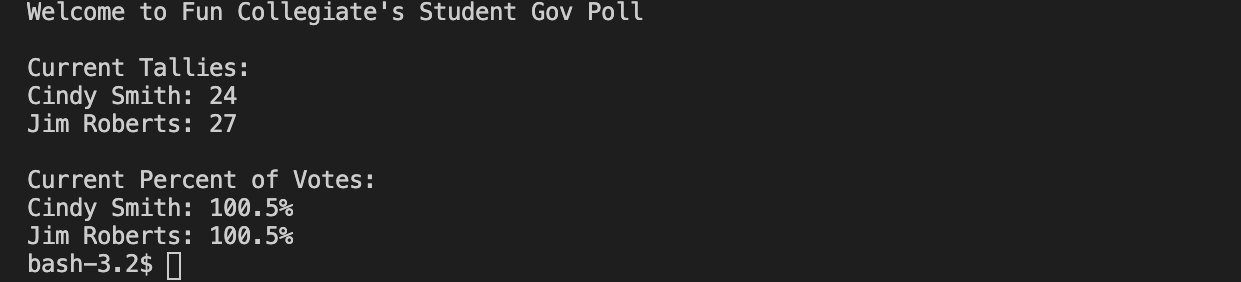 Welcome to Fun Collegiate's Student Gov Poll
Current Tallies:
Cindy Smith: 24
Jim Roberts: 27
Current Percent of Votes:
Cindy Smith: 100.5%
Jim Roberts: 100.5%
bash-3.2$